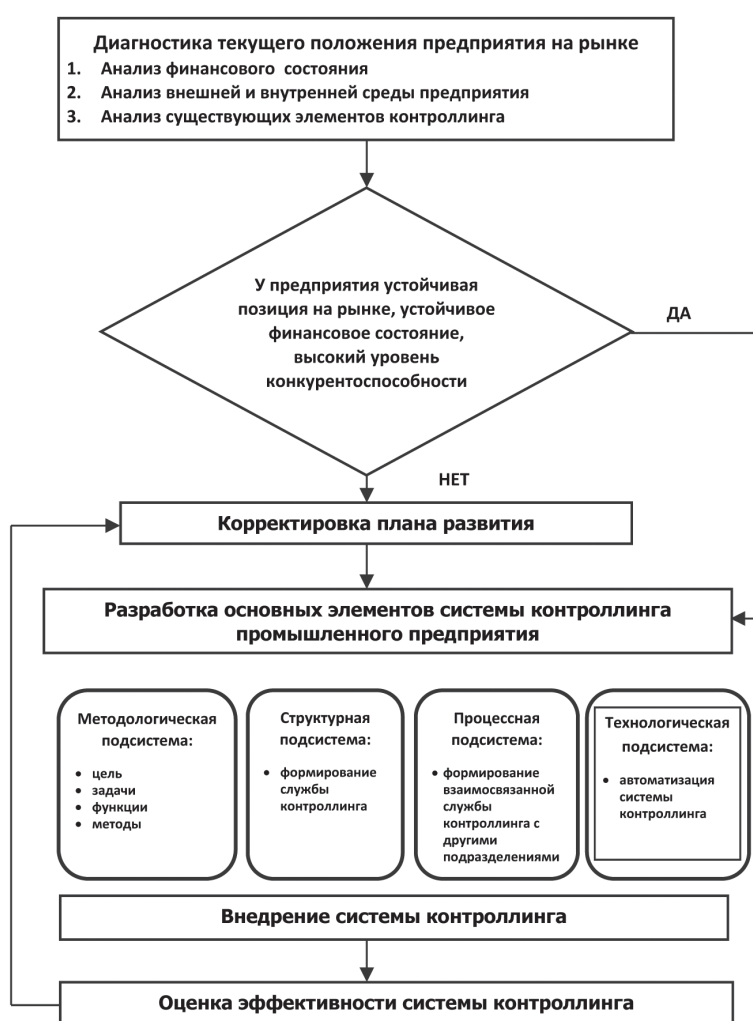 Диагностика текущего положения предприятия на рынке
1. Анализ финансового состояния
2. Анализ внешней и внутренней среды предприятия
3. Анализ существующих элементов контроллинга
У предприятия устойчивая
позиция на рынке, устойчивое
финансовое состояние,
высокий уровень
конкурентоспособности
ДА
НЕТ
Корректировка плана развития
Разработка основных элементов системы контроллинга
промышленного предприятия
Методологическая
подсистема:
• цель
• задачи
• функции
• методы
Структурная
подсистема:
• формирование
службы
контроллинга
Процессная
подсистема:
• формирование
взаимосвязанной
службы
контроллинга с
другими
подразделениями
Технологическая
подсистема:
• автоматизация
системы
контроллинга
Внедрение системы контроллинга
Оценка эффективности системы контроллинга